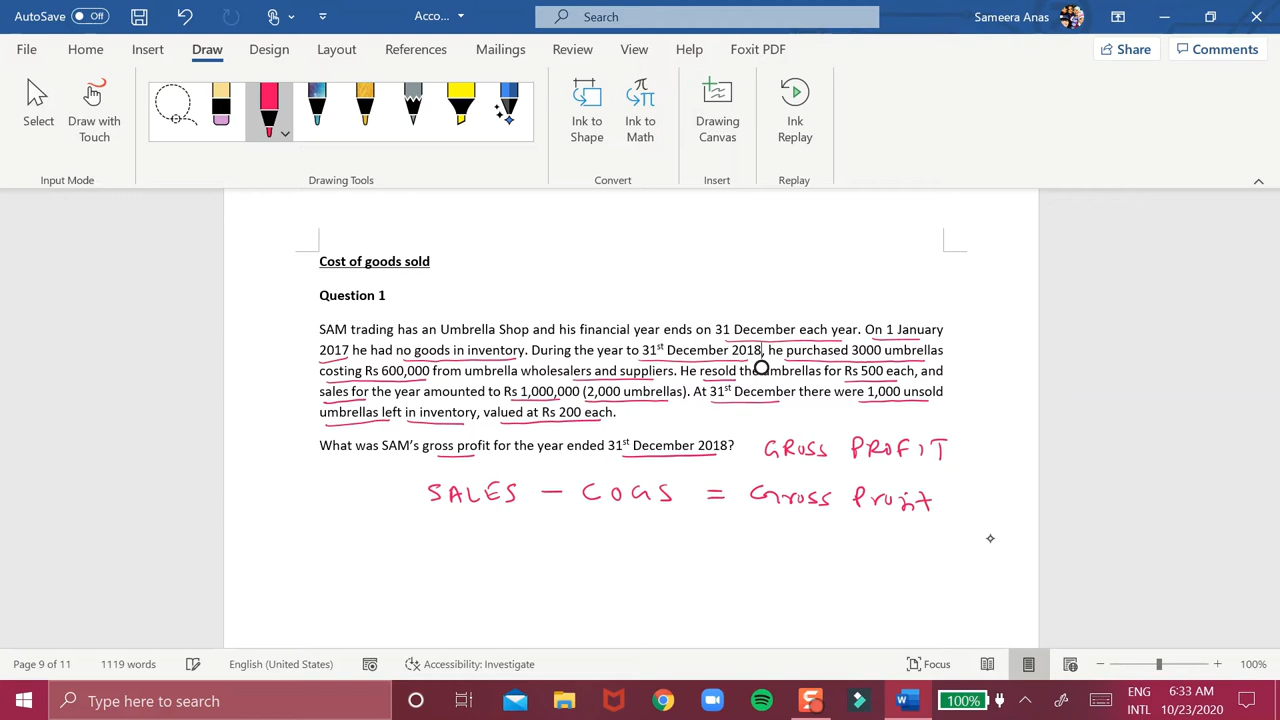 AutoSave Off Acco... Search Sameera Anas
File Home Insert Draw Design Layout References Mailings Review View Help Foxit PDF Share Comments
Select Draw with Touch Ink to Shape Ink to Math Drawing Canvas Ink Replay
Input Mode Drawing Tools Convert Insert Replay
Cost of goods sold
Question 1
SAM trading has an Umbrella Shop and his financial year ends on 31 December each year. On 1 January
2017 he had no goods in inventory. During the year to 31st December 2018, he purchased 3000 umbrellas
costing Rs 600,000 from umbrella wholesalers and suppliers. He resold the umbrellas for Rs 500 each, and
sales for the year amounted to Rs 1,000,000 (2,000 umbrellas). At 31st December there were 1,000 unsold
umbrellas left in inventory, valued at Rs 200 each.
What was SAM's gross profit for the year ended 31st December 2018? GROSS PROFIT
SALES - COGS = Gross Profit
Page 9 of 11 1119 words English (United States) Accessibility: Investigate Focus 100%
Type here to search 100% ENG 6:33 AM
INTL 10/23/2020